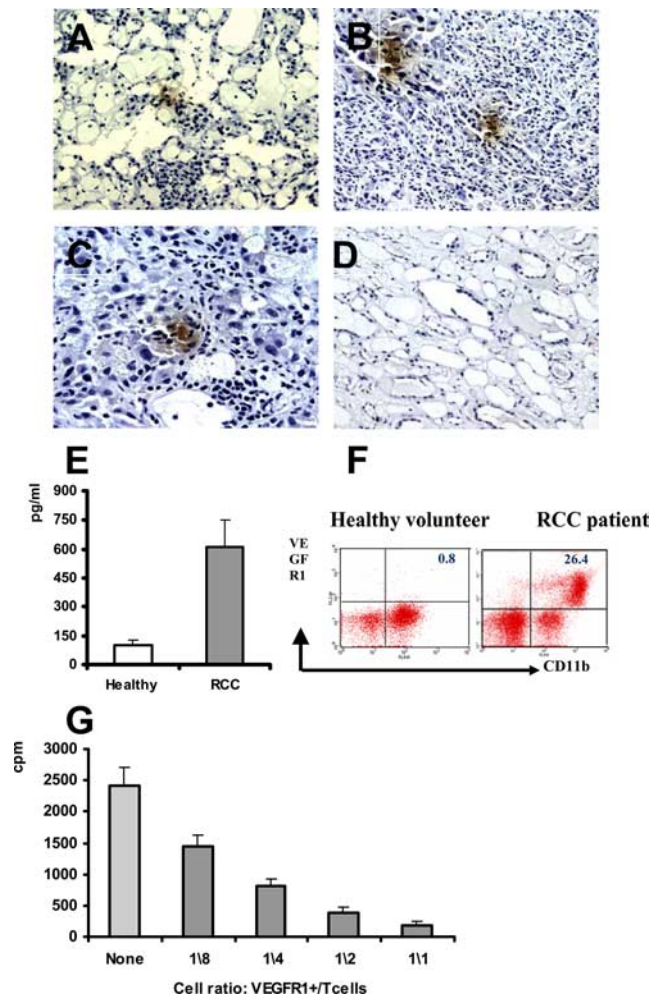 A
B
C
D
E
F
pg/ml
900
750
600
450
300
150
0
Healthy
RCC
Healthy volunteer
RCC patient
VE
GF
R1
0.8
26.4
CD11b
G
cpm
3000
2500
2000
1500
1000
500
0
None
1\8
1\4
1\2
1\1
Cell ratio: VEGFR1+/Tcells